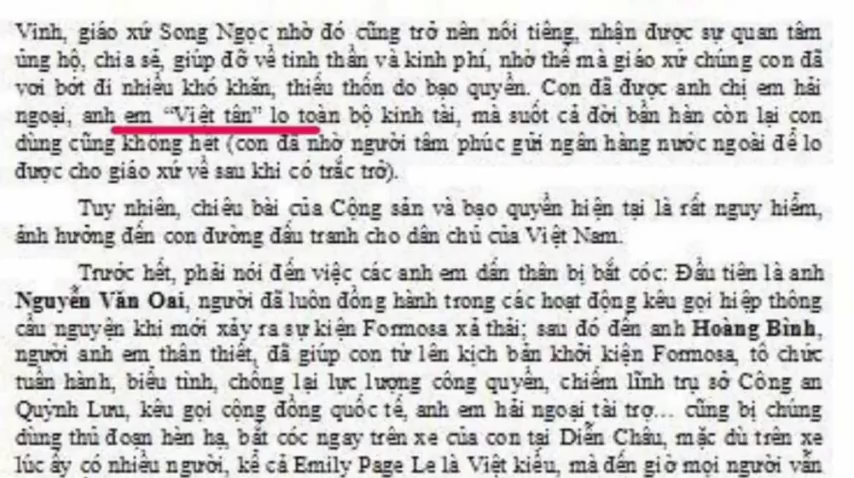 Vinh, giáo xứ Song Ngọc nhờ đó cũng trở nên nổi tiếng, nhận được sự quan tâm
ủng hộ, chia sẻ, giúp đỡ về tinh thần và kinh phí, nhờ thế mà giáo xứ chúng con đã
vơi bớt đi nhiều khó khăn, thiếu thốn do bạo quyền. Con đã được anh chị em hải
ngoại, anh em "Việt tân" lo toàn bộ kinh tài, mà suốt cả đời bần hàn còn lại con
dùng cũng không hết (con đã nhờ người tâm phúc gửi ngân hàng nước ngoài để lo
được cho giáo xứ về sau khi có trắc trở).
Tuy nhiên, chiêu bài của Cộng sản và bạo quyền hiện tại là rất nguy hiểm,
ảnh hưởng đến con đường đấu tranh cho dân chủ của Việt Nam.
Trước hết, phải nói đến việc các anh em dấn thân bị bắt cóc: Đầu tiên là anh
Nguyễn Văn Oai, người đã luôn đồng hành trong các hoạt động kêu gọi hiệp thông
cầu nguyện khi mới xảy ra sự kiện Formosa xả thải; sau đó đến anh Hoàng Bình,
người anh em thân thiết, đã giúp con từ lên kịch bản khởi kiện Formosa, tổ chức
tuần hành, biểu tình, chống lại lực lượng công quyền, chiếm lĩnh trụ sở Công an
Quỳnh Lưu, kêu gọi cộng đồng quốc tế, anh em hải ngoại tài trợ... cũng bị chúng
dùng thủ đoạn hèn hạ, bắt cóc ngay trên xe của con tại Diễn Châu, mặc dù trên xe
lúc ấy có nhiều người, kể cả Emily Page Le là Việt kiều, mà đến giờ mọi người vẫn